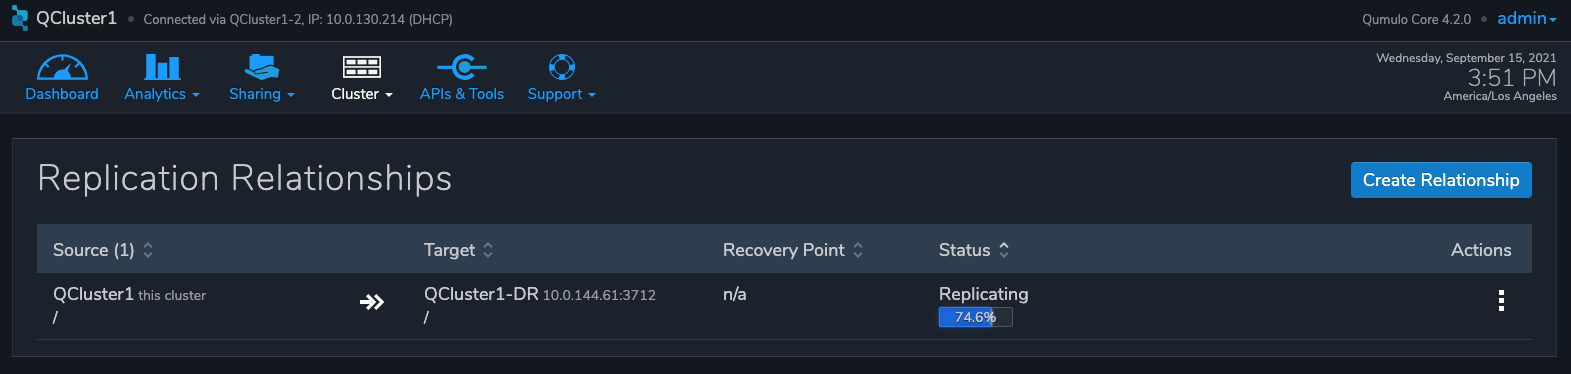 QCluster1 • Connected via QCluster1-2, IP: 10.0.130.214 (DHCP)
Qumulo Core 4.2.0 • admin
Dashboard
Analytics
Sharing
Cluster
APIs & Tools
Support
Wednesday, September 15, 2021
3:51 PM
America/Los Angeles
Replication Relationships
Create Relationship
Source (1) Target Recovery Point Status Actions
QCluster1 this cluster QCluster1-DR 10.0.144.61:3712 n/a Replicating
/ / 74.6%